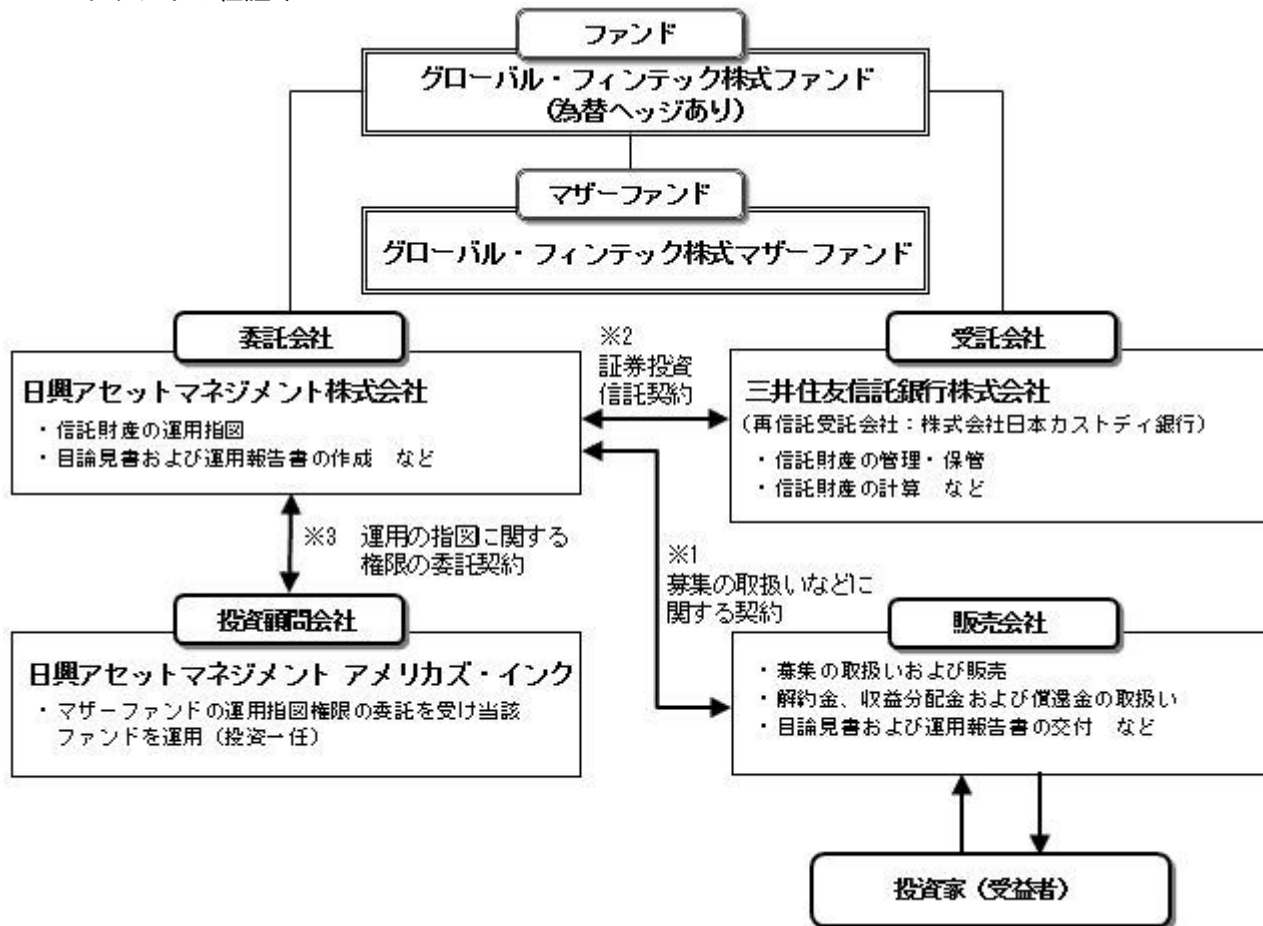 ファンド
グローバル・フィンテック株式ファンド
(為替ヘッジあり)
マザーファンド
グローバル・フィンテック株式マザーファンド
委託会社
日興アセットマネジメント株式会社
・信託財産の運用指図
・目論見書および運用報告書の作成 など
※2
証券投資
信託契約
受託会社
三井住友信託銀行株式会社
(再信託受託会社：株式会社日本カストディ銀行)
・信託財産の管理・保管
・信託財産の計算 など
※3 運用の指図に関する
権限の委託契約
※1
募集の取扱いなどに
関する契約
投資顧問会社
日興アセットマネジメント アメリカズ・インク
・マザーファンドの運用指図権限の委託を受け当該
ファンドを運用（投資一任）
販売会社
・募集の取扱いおよび販売
・解約金、収益分配金および償還金の取扱い
・目論見書および運用報告書の交付 など
投資家（受益者）